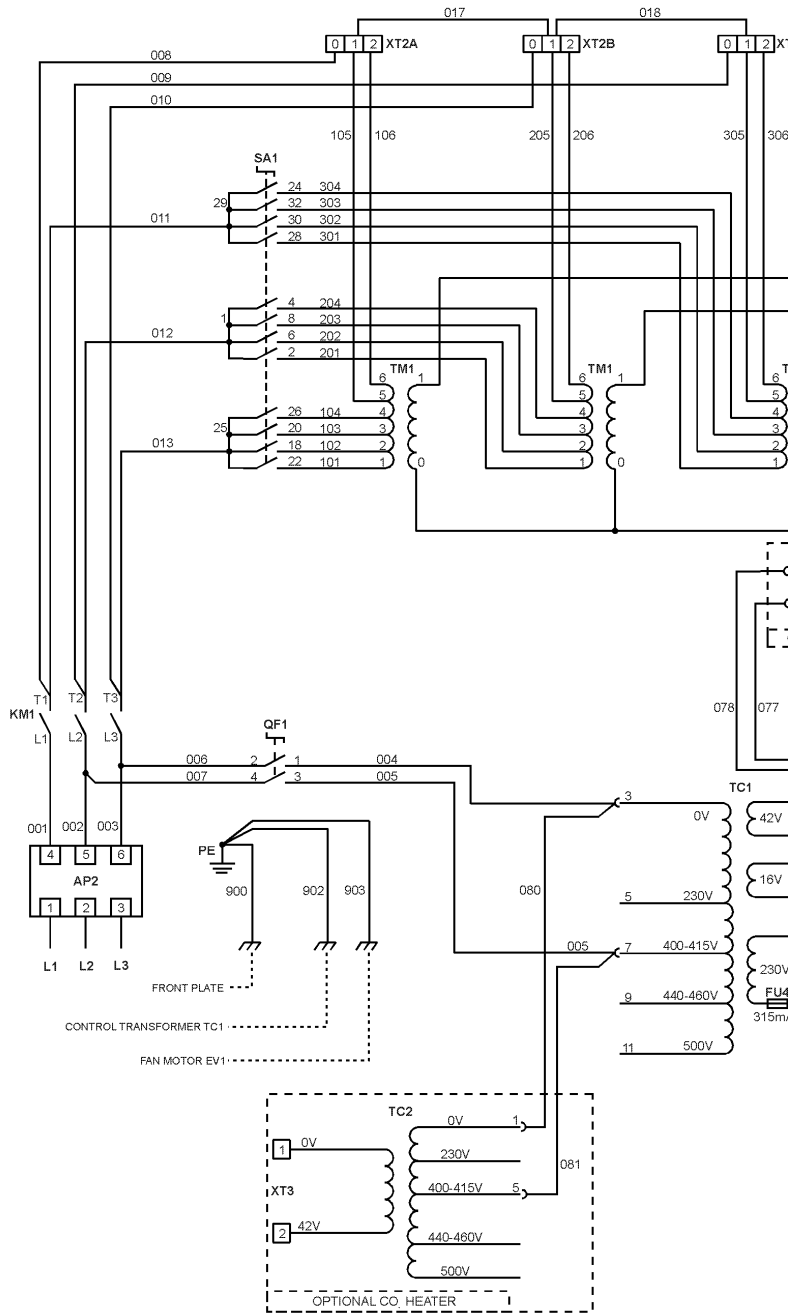 017 018
0 1 2 XT2A 0 1 2 XT2B 0 1 2
008
009
010
105 106 205 206 305 306
SA1
24 304
29 32 303
011 30 302
28 301
4 204
1 8 203
012 6 202
2 201
TM1 TM1
6 1 6 1 6
5 5 5
26 104 4 4 4
25 20 103 3 3 3
013 18 102 2 2 2
22 101 1 0 1 0 1
T1 T2 T3
KM1
L1 L2 L3
078 077
QF1
006 2 1 004
007 4 3 005
TC1
3 0V 42V
001 002 003
4 5 6
PE
AP2
16V
900 902 903 080
1 2 3
5 230V
L1 L2 L3
005 7 400-415V
230V
FRONT PLATE
9 440-460V FU4
CONTROL TRANSFORMER TC1
11 500V
FAN MOTOR EV1
TC2
0V 1
1 0V
230V
081
XT3 400-415V 5
2 42V
440-460V
500V
OPTIONAL CO2 HEATER